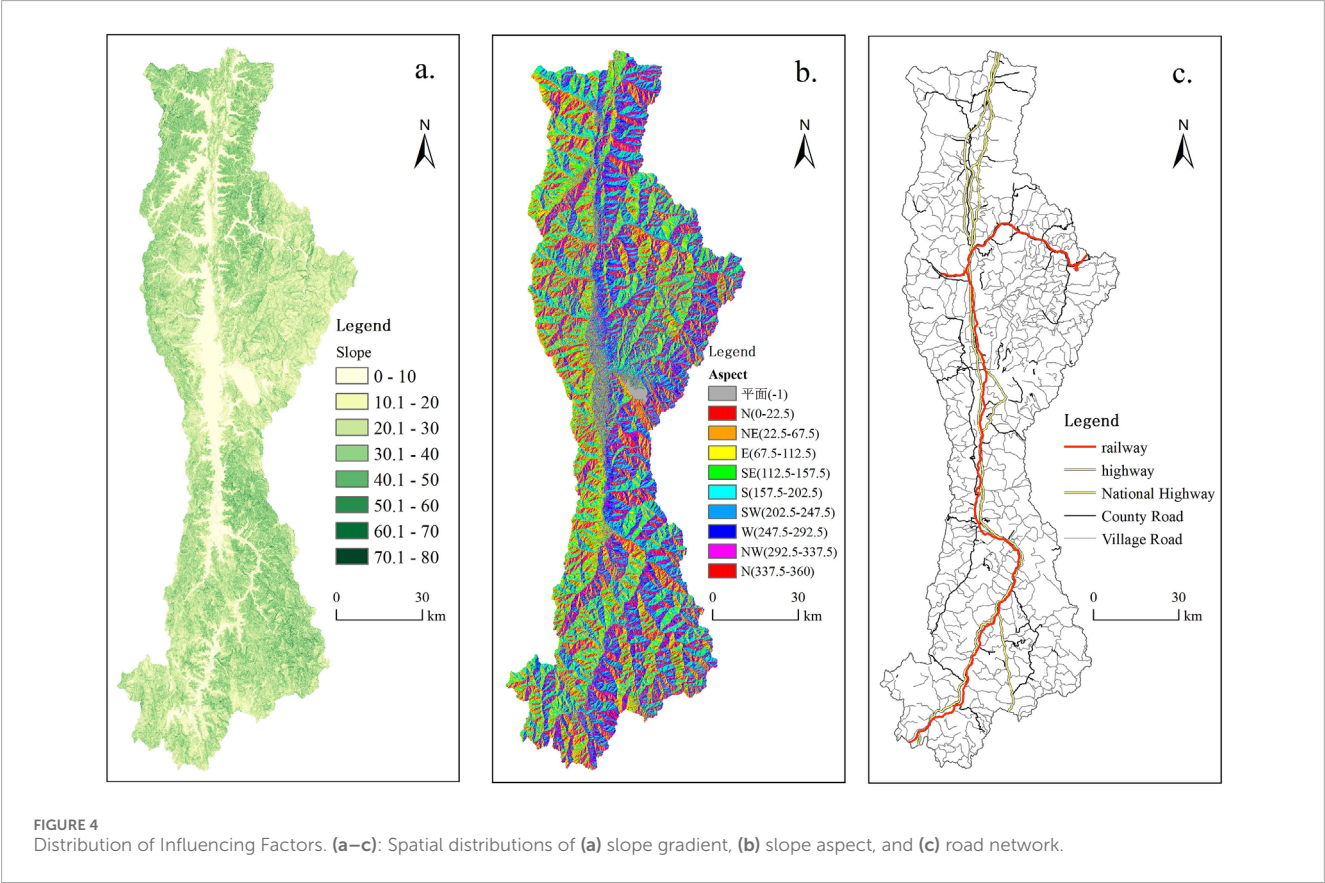 a.
N
Legend
Slope
0 - 10
10.1 - 20
20.1 - 30
30.1 - 40
40.1 - 50
50.1 - 60
60.1 - 70
70.1 - 80
0 30
km
b.
N
Legend
Aspect
平面(-1)
N(0-22.5)
NE(22.5-67.5)
E(67.5-112.5)
SE(112.5-157.5)
S(157.5-202.5)
SW(202.5-247.5)
W(247.5-292.5)
NW(292.5-337.5)
N(337.5-360)
0 30
km
c.
N
Legend
railway
highway
National Highway
County Road
Village Road
0 30
km
FIGURE 4
Distribution of Influencing Factors. (a–c): Spatial distributions of (a) slope gradient, (b) slope aspect, and (c) road network.